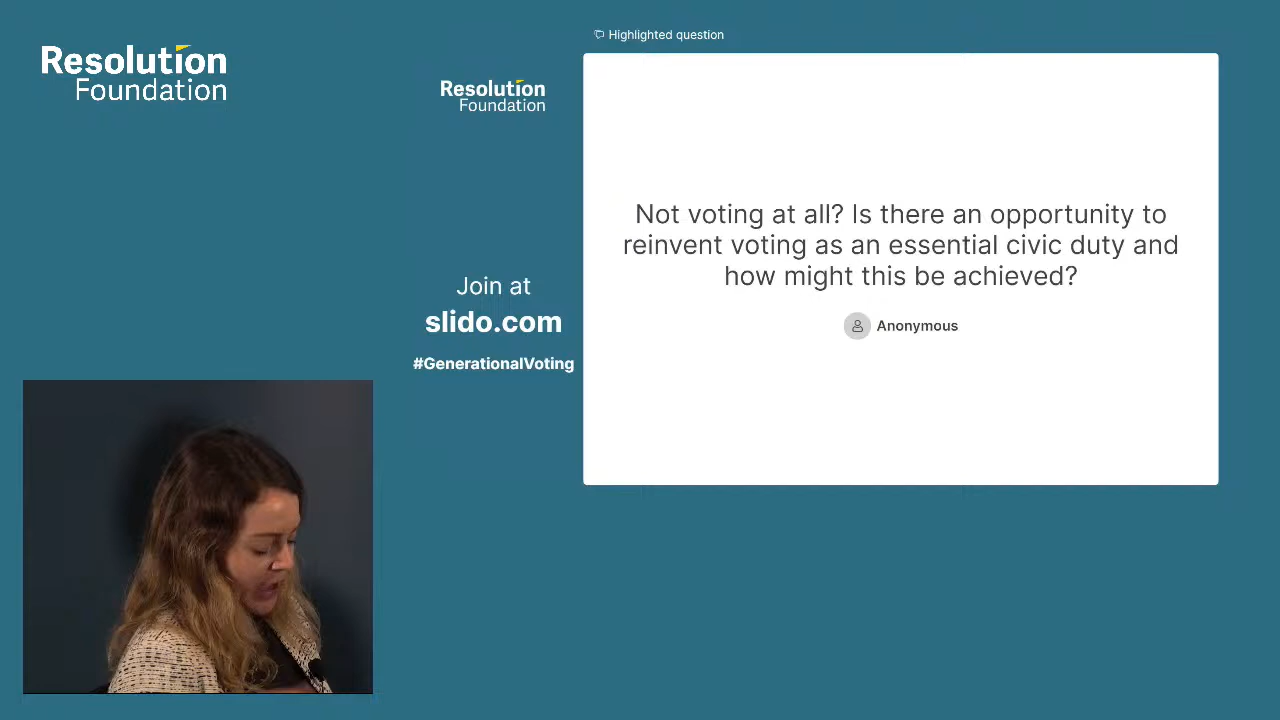 Resolution
Foundation
Highlighted question
Resolution
Foundation
Not voting at all? Is there an opportunity to
reinvent voting as an essential civic duty and
how might this be achieved?
Anonymous
Join at
slido.com
#GenerationalVoting